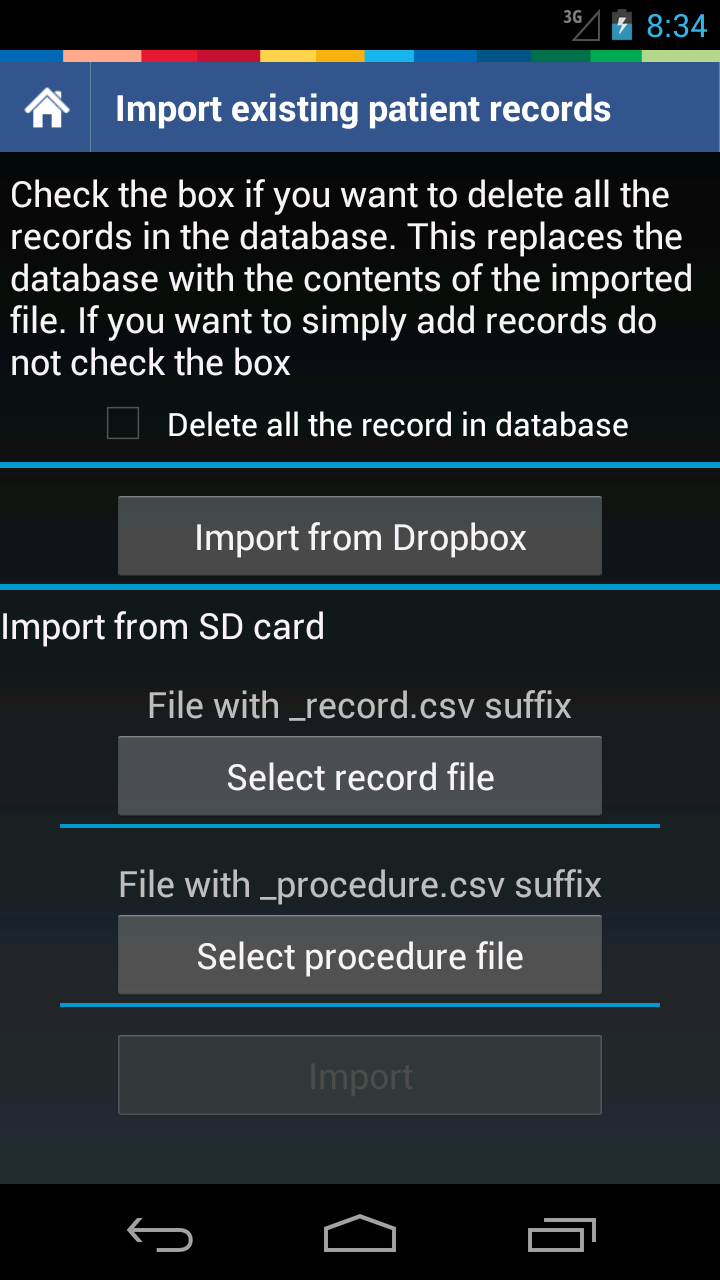 3G
8:34
Import existing patient records
Check the box if you want to delete all the
records in the database. This replaces the
database with the contents of the imported
file. If you want to simply add records do
not check the box
Delete all the record in database
Import from Dropbox
Import from SD card
File with _record.csv suffix
Select record file
File with _procedure.csv suffix
Select procedure file
Import